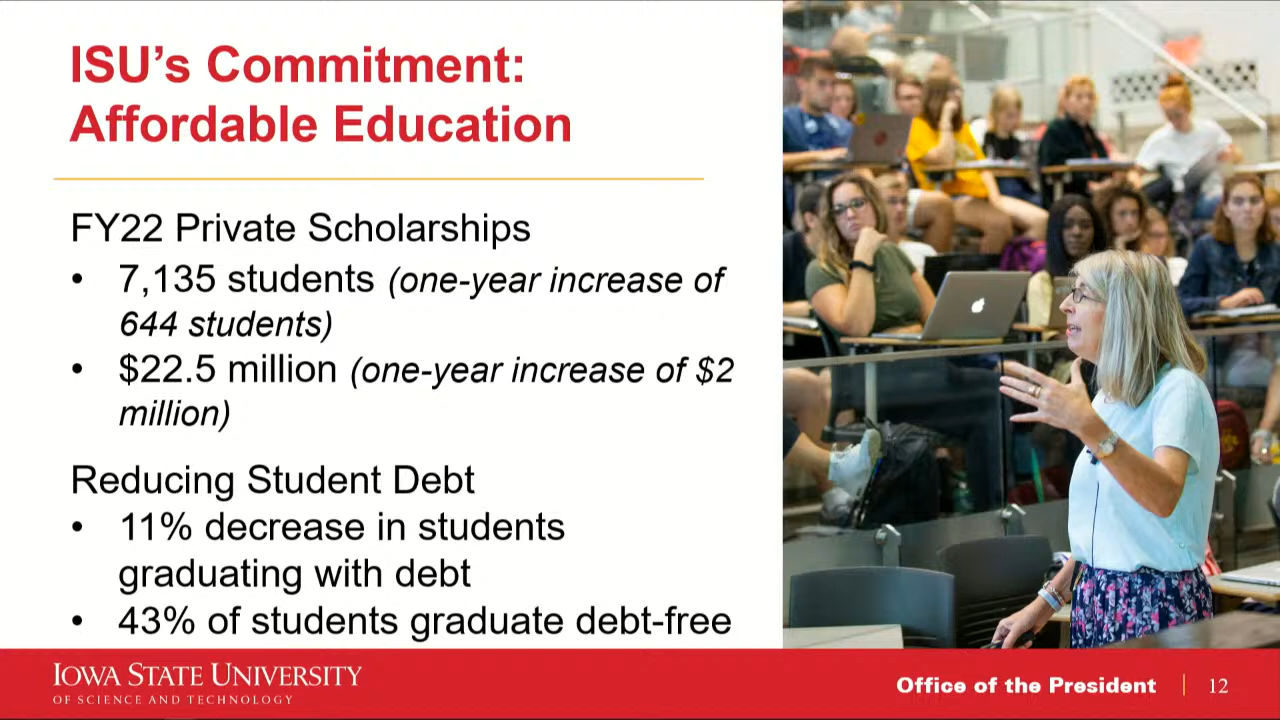 ISU’s Commitment:
Affordable Education
FY22 Private Scholarships
• 7,135 students (one-year increase of
644 students)
• $22.5 million (one-year increase of $2
million)
Reducing Student Debt
• 11% decrease in students
graduating with debt
• 43% of students graduate debt-free
IOWA STATE UNIVERSITY
OF SCIENCE AND TECHNOLOGY
Office of the President | 12